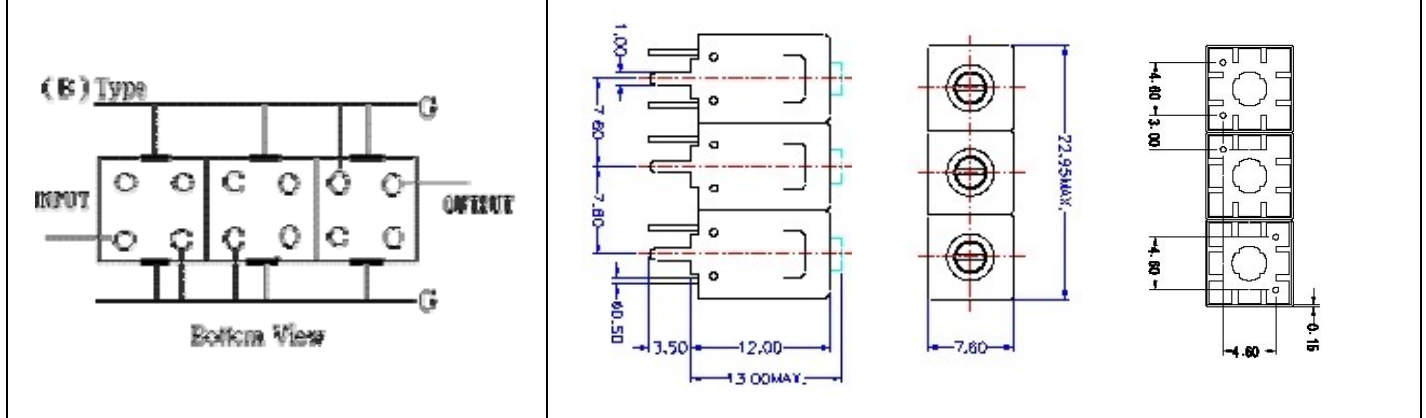 (B) Type
G
INPUT
OUTPUT
G
Bottom View
1.00
7.60
7.60
ø0.50
3.50
12.00
13.00MAX.
22.95MAX.
7.60
4.60
3.00
4.60
4.60
0.15